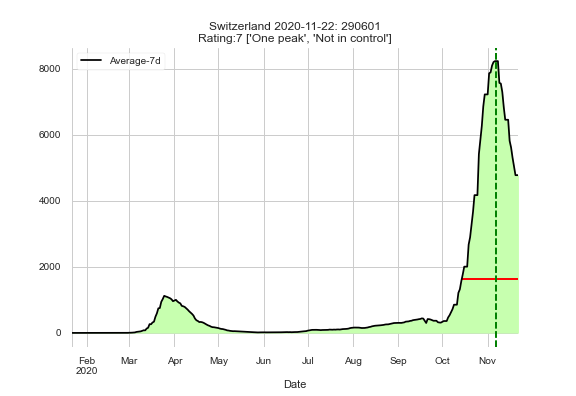 Switzerland 2020-11-22: 290601
Rating:7 ['One peak', 'Not in control']
Average-7d
8000
6000
4000
2000
0
Feb Mar Apr May Jun Jul Aug Sep Oct Nov
2020
Date